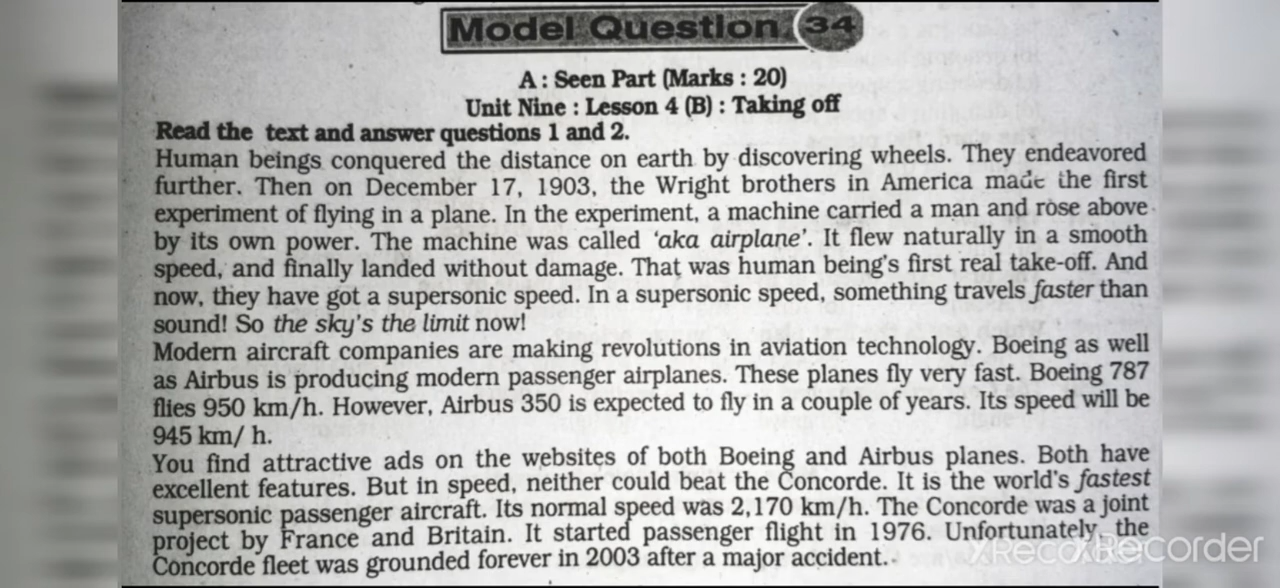 Model Question 34
A : Seen Part (Marks : 20)
Unit Nine : Lesson 4 (B) : Taking off
Read the text and answer questions 1 and 2.
Human beings conquered the distance on earth by discovering wheels. They endeavored
further. Then on December 17, 1903, the Wright brothers in America made the first
experiment of flying in a plane. In the experiment, a machine carried a man and rose above
by its own power. The machine was called 'aka airplane'. It flew naturally in a smooth
speed, and finally landed without damage. That was human being's first real take-off. And
now, they have got a supersonic speed. In a supersonic speed, something travels faster than
sound! So the sky's the limit now!
Modern aircraft companies are making revolutions in aviation technology. Boeing as well
as Airbus is producing modern passenger airplanes. These planes fly very fast. Boeing 787
flies 950 km/h. However, Airbus 350 is expected to fly in a couple of years. Its speed will be
945 km/ h.
You find attractive ads on the websites of both Boeing and Airbus planes. Both have
excellent features. But in speed, neither could beat the Concorde. It is the world's fastest
supersonic passenger aircraft. Its normal speed was 2,170 km/h. The Concorde was a joint
project by France and Britain. It started passenger flight in 1976. Unfortunately, the
Concorde fleet was grounded forever in 2003 after a major accident.
XRecorder